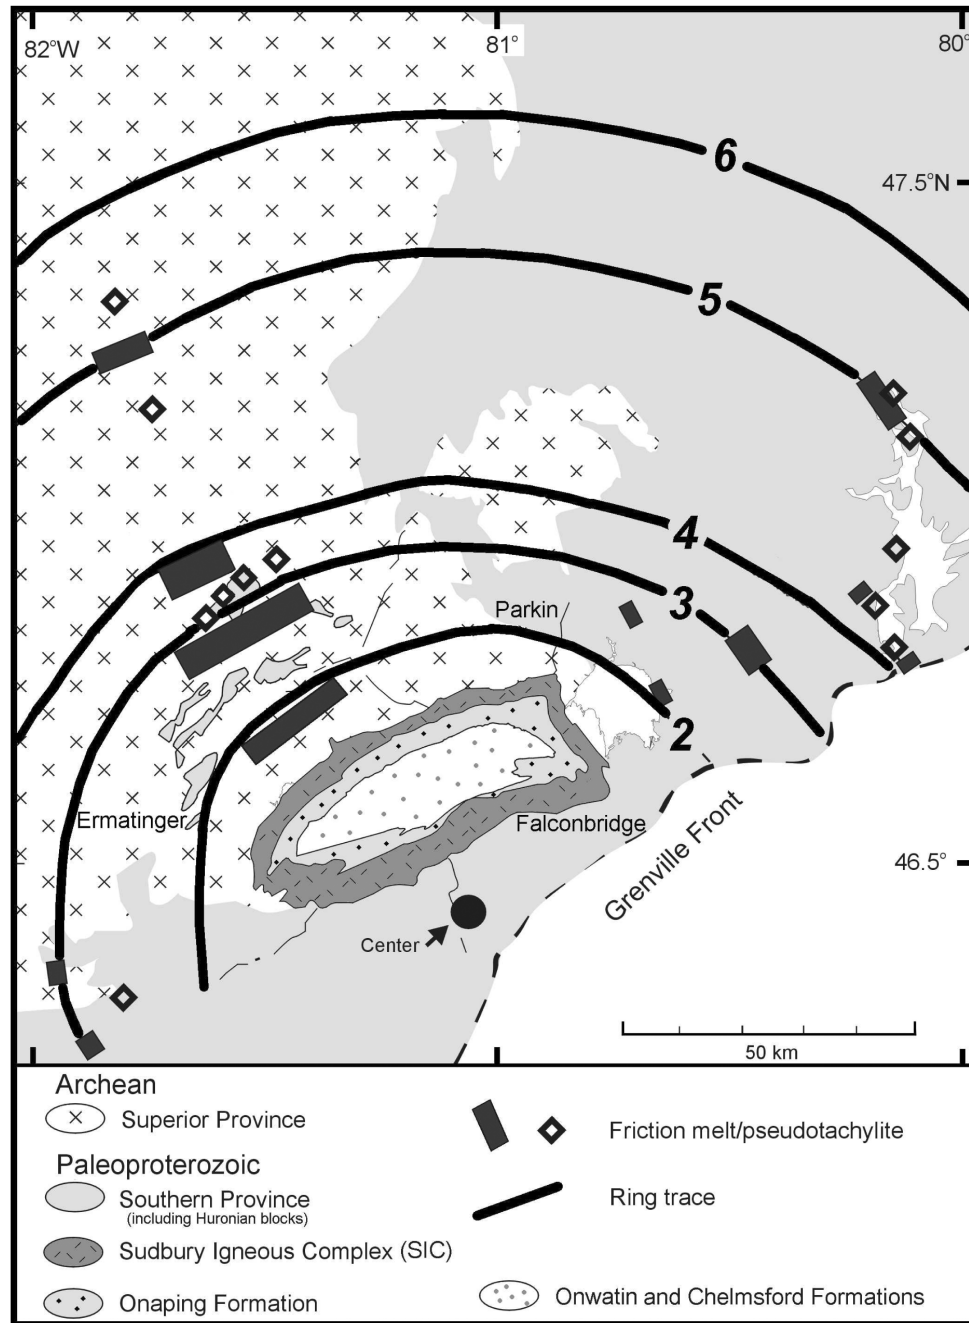 82°W
81°
80°
6
47.5°N
5
4
3
Parkin
2
Ermatinger
Falconbridge
Grenville Front
46.5°
Center
50 km
Archean
Superior Province
Friction melt/pseudotachylite
Paleoproterozoic
Southern Province
(including Huronian blocks)
Ring trace
Sudbury Igneous Complex (SIC)
Onaping Formation
Onwatin and Chelmsford Formations